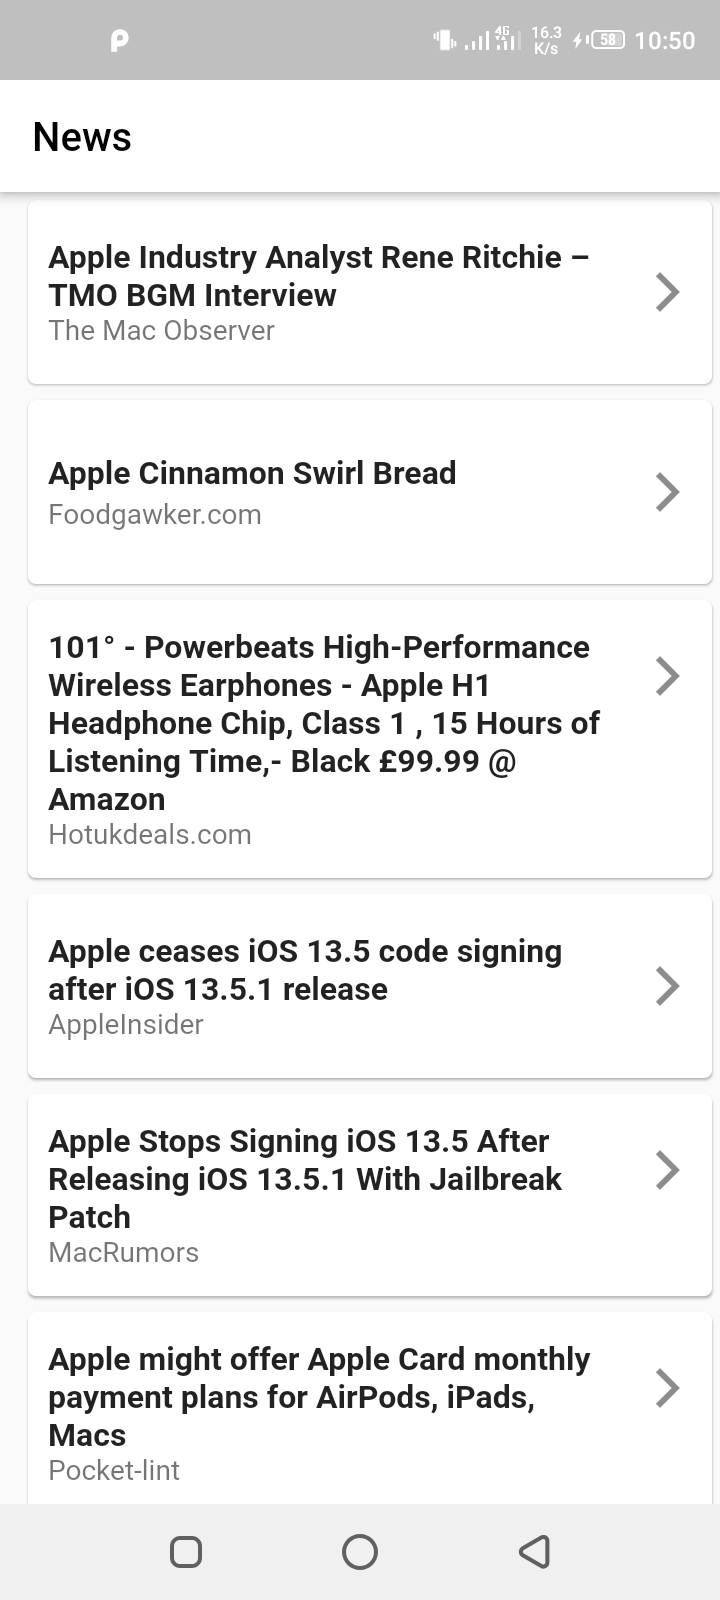 4G 16.3 K/s 58 10:50
News
Apple Industry Analyst Rene Ritchie –
TMO BGM Interview
The Mac Observer
Apple Cinnamon Swirl Bread
Foodgawker.com
101° - Powerbeats High-Performance
Wireless Earphones - Apple H1
Headphone Chip, Class 1 , 15 Hours of
Listening Time,- Black £99.99 @
Amazon
Hotukdeals.com
Apple ceases iOS 13.5 code signing
after iOS 13.5.1 release
AppleInsider
Apple Stops Signing iOS 13.5 After
Releasing iOS 13.5.1 With Jailbreak
Patch
MacRumors
Apple might offer Apple Card monthly
payment plans for AirPods, iPads,
Macs
Pocket-lint